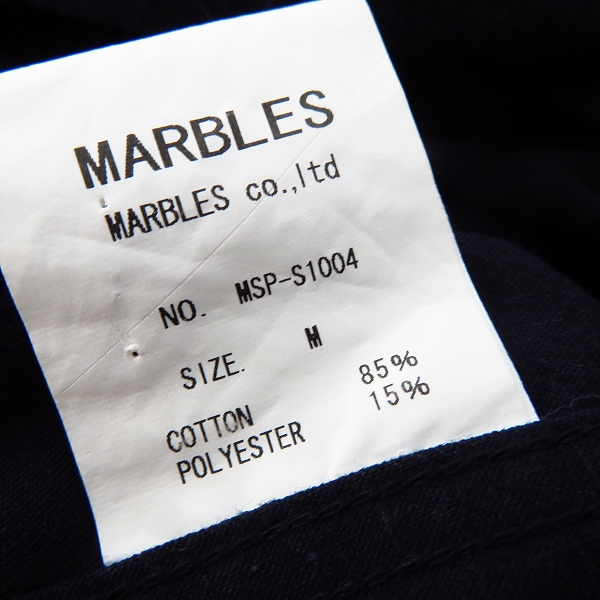 MARBLES
MARBLES co.,ltd
NO. MSP-S1004
SIZE. M
COTTON 85%
POLYESTER 15%